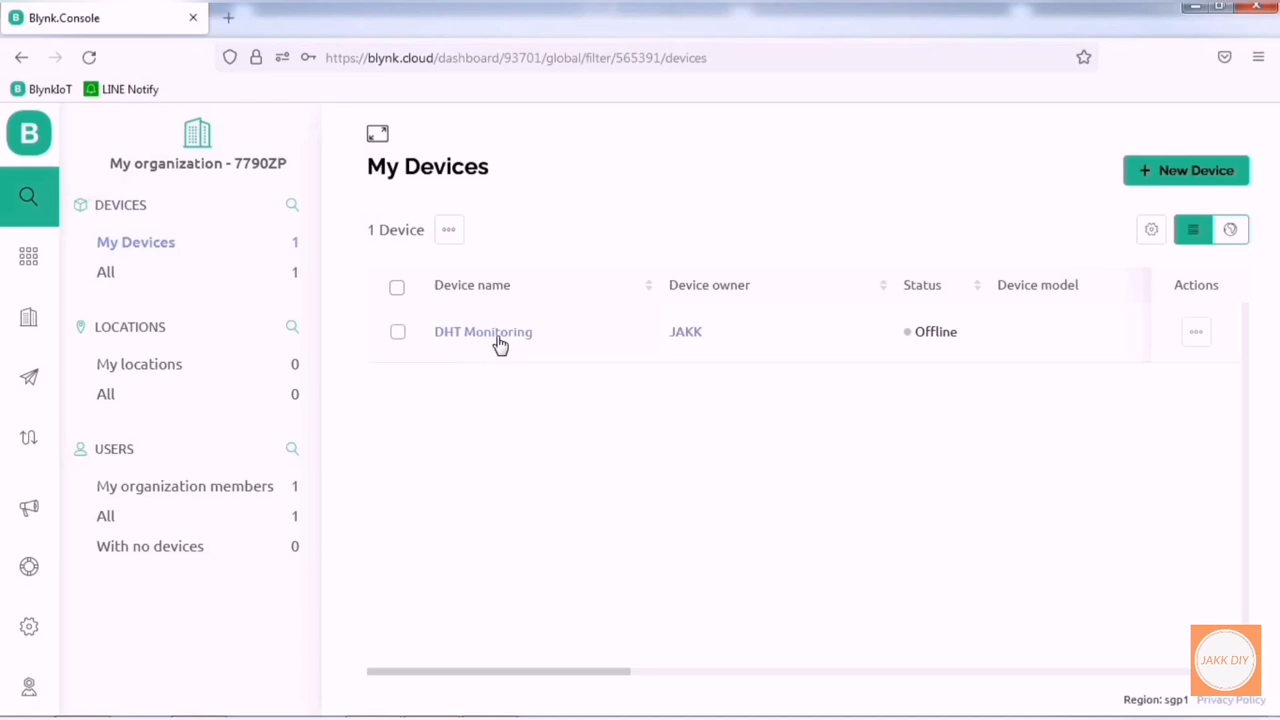 B Blynk.Console
https://blynk.cloud/dashboard/93701/global/filter/565391/devices
B BlynkIoT LINE Notify
B
My organization - 7790ZP
DEVICES
My Devices 1
All 1
LOCATIONS
My locations 0
All 0
USERS
My organization members 1
All 1
With no devices 0
My Devices
+ New Device
1 Device
Device name Device owner Status Device model Actions
DHT Monitoring JAKK Offline
JAKK DIY
Region: sgp1 Privacy Policy